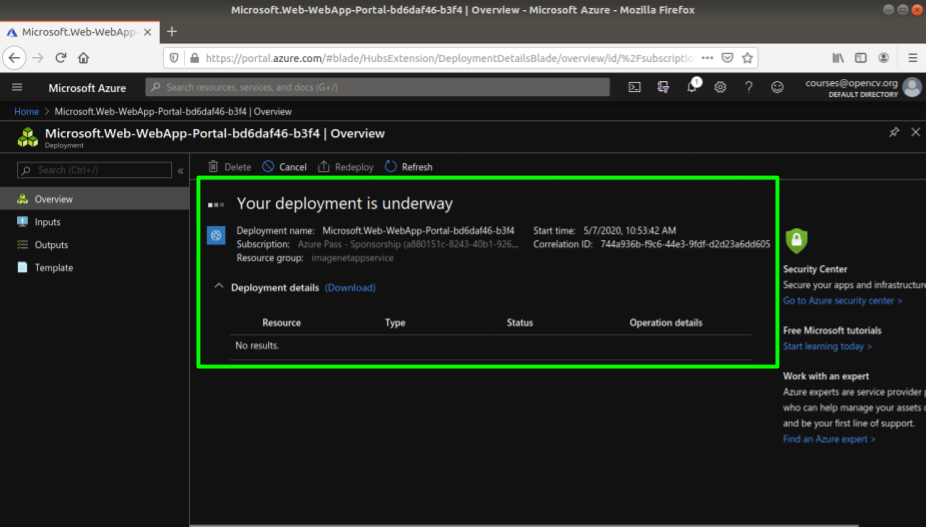 Microsoft.Web-WebApp-Portal-bd6daf46-b3f4 | Overview - Microsoft Azure - Mozilla Firefox
Microsoft.Web-WebApp-
https://portal.azure.com/#blade/HubsExtension/DeploymentDetailsBlade/overview/id/%2Fsubscriptio
Microsoft Azure
Search resources, services, and docs (G+/)
1
courses@opencv.org
DEFAULT DIRECTORY
Home > Microsoft.Web-WebApp-Portal-bd6daf46-b3f4 | Overview
Microsoft.Web-WebApp-Portal-bd6daf46-b3f4 | Overview
Deployment
Search (Ctrl+/)
«
Delete Cancel Redeploy Refresh
Overview
Inputs
Outputs
Template
Your deployment is underway
Deployment name: Microsoft.Web-WebApp-Portal-bd6daf46-b3f4
Subscription: Azure Pass - Sponsorship (a880151c-8243-40b1-926...
Resource group: imagenetappservice
Start time: 5/7/2020, 10:53:42 AM
Correlation ID: 744a936b-f9c6-44e3-9fdf-d2d23a6dd605
Deployment details (Download)
Resource Type Status Operation details
No results.
Security Center
Secure your apps and infrastructure
Go to Azure security center >
Free Microsoft tutorials
Start learning today >
Work with an expert
Azure experts are service provider p
who can help manage your assets o
and be your first line of support.
Find an Azure expert >